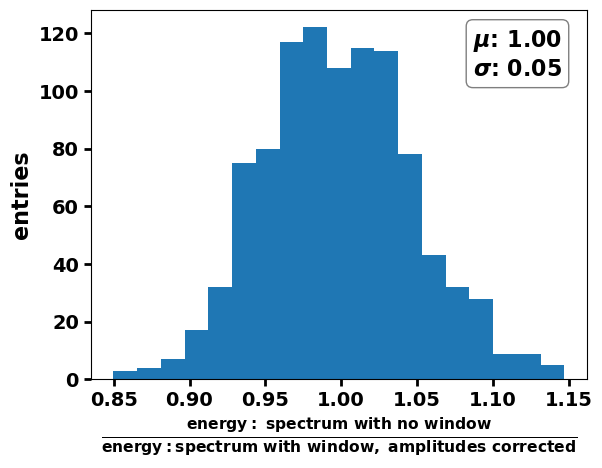 120
100
80
60
40
20
0
entries
μ: 1.00
σ: 0.05
0.85 0.90 0.95 1.00 1.05 1.10 1.15
energy: spectrum with no window
energy: spectrum with window, amplitudes corrected